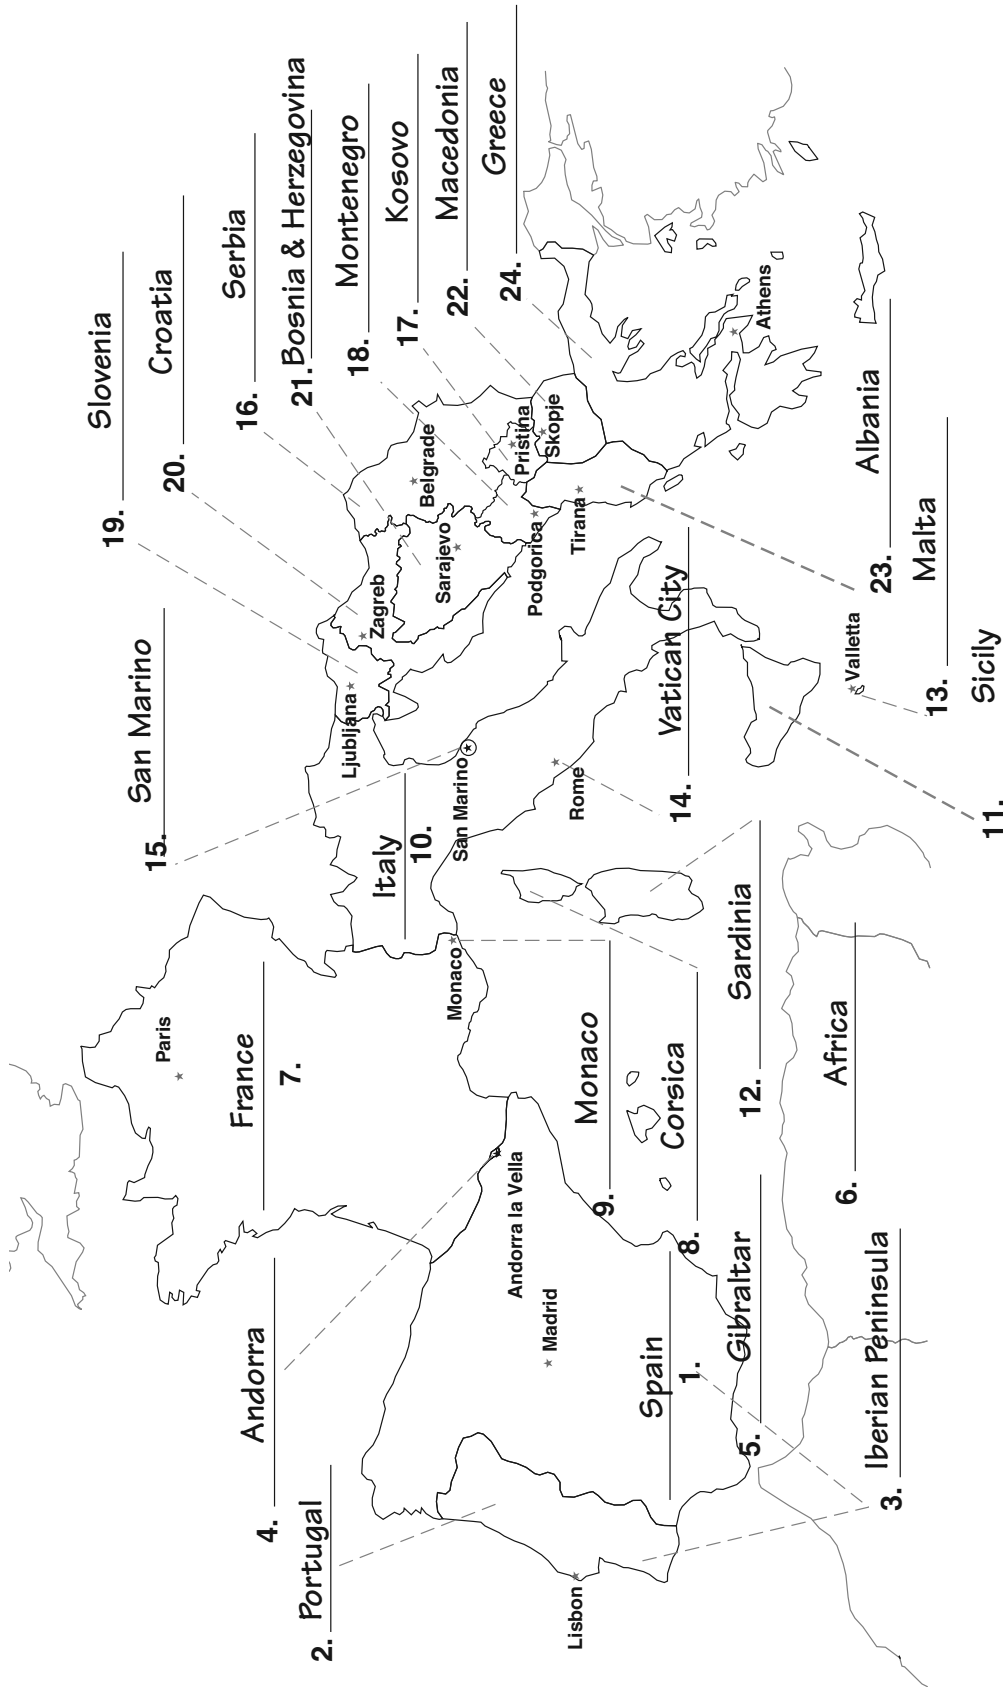 19. Slovenia
15. San Marino
Paris
20. Croatia
16. Serbia
4. Andorra
France
7.
21. Bosnia & Herzegovina
2. Portugal
18. Montenegro
Ljubljana
Zagreb
Italy
10.
17. Kosovo
Belgrade
Sarajevo
22. Macedonia
Monaco
San Marino
24. Greece
Andorra la Vella
Pristina
Podgorica
Skopje
Madrid
Lisbon
Rome
Tirana
9. Monaco
Spain
1.
8. Corsica
14. Vatican City
5. Gibraltar
12. Sardinia
Athens
6. Africa
Valletta
3. Iberian Peninsula
23. Albania
13. Malta
11. Sicily